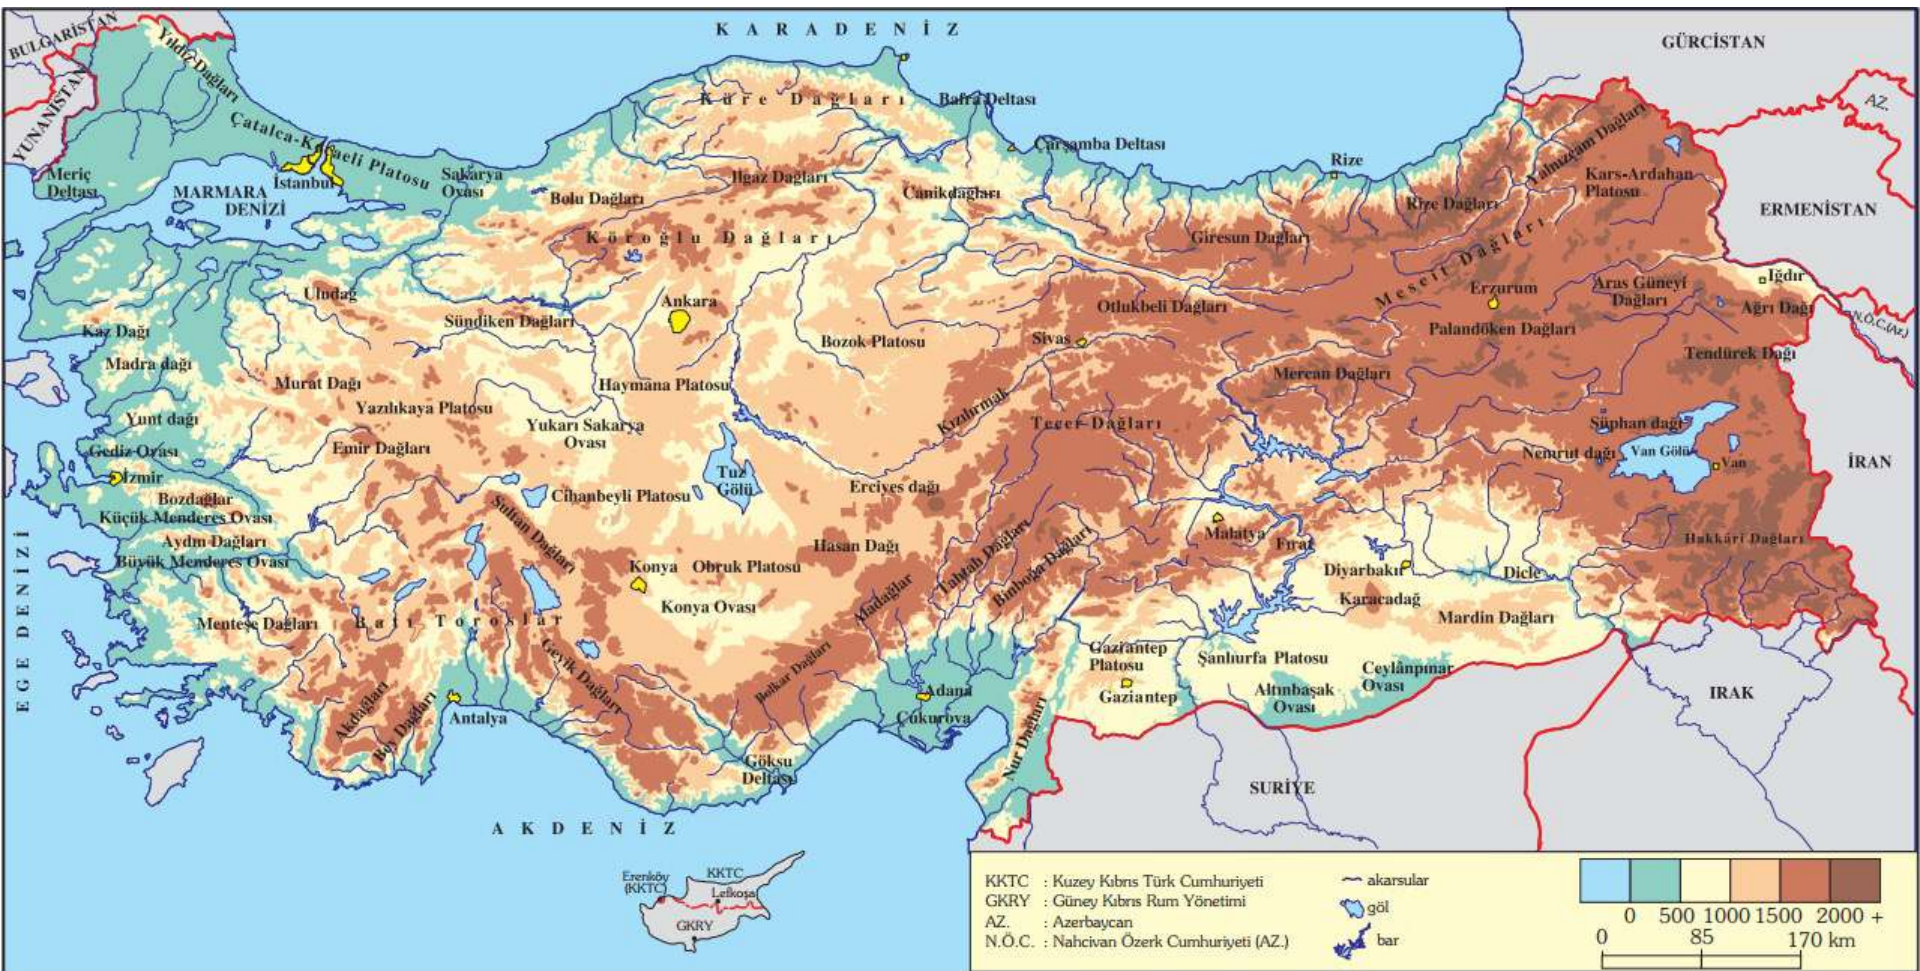 K A R A D E N İ Z
BULGARİSTAN
YUNANİSTAN
GÜRCİSTAN
AZ.
ERMENİSTAN
N.Ö.C.(Az.)
İRAN
IRAK
SURİYE
EGE DENİZİ
A K D E N İ Z
MARMARA
DENİZİ
Yıldız Dağları
Çatalca-Kocaeli Platosu
İstanbul
Meriç
Deltası
Sakarya
Ovası
Küre Dağları
Bafra Deltası
Çarşamba Deltası
Rize
Yalnızçam Dağları
Kars-Ardahan
Platosu
Bolu Dağları
Ilgaz Dağları
Canikdağları
Rize Dağları
Köroğlu Dağları
Giresun Dağları
Mescit Dağları
Iğdır
Uludağ
Ankara
Otlukbeli Dağları
Erzurum
Aras Güneyi
Dağları
Ağrı Dağı
Kaz Dağı
Sündiken Dağları
Bozok Platosu
Sivas
Palandöken Dağları
Tendürek Dağı
Madra dağı
Murat Dağı
Haymana Platosu
Mercan Dağları
Yazılıkaya Platosu
Kızılırmak
Yunt dağı
Yukarı Sakarya
Ovası
Tecer Dağları
Süphan dağı
Gediz Ovası
Emir Dağları
Nemrut dağı
Van Gölü
Van
İzmir
Tuz
Gölü
Bozdağlar
Cihanbeyli Platosu
Erciyes dağı
Küçük Menderes Ovası
Sultan Dağları
Aydın Dağları
Hasan Dağı
Malatya
Fırat
Hakkâri Dağları
Büyük Menderes Ovası
Konya
Obruk Platosu
Tahtalı Dağları
Binboğa Dağları
Diyarbakır
Dicle
Konya Ovası
Aladağlar
Karacadağ
Menteşe Dağları
Batı Toroslar
Mardin Dağları
Geyik Dağları
Bolkar Dağları
Gaziantep
Platosu
Şanlıurfa Platosu
Ceylânpınar
Ovası
Akdağları
Bey Dağları
Antalya
Adana
Çukurova
Nur Dağları
Gaziantep
Altınbaşak
Ovası
Göksu
Deltası
Erenköy
(KKTC)
KKTC
Lefkoşa
GKRY
KKTC : Kuzey Kıbrıs Türk Cumhuriyeti
GKRY : Güney Kıbrıs Rum Yönetimi
AZ. : Azerbaycan
N.Ö.C. : Nahcivan Özerk Cumhuriyeti (AZ.)
akarsular
göl
bar
0 500 1000 1500 2000 +
0 85 170 km